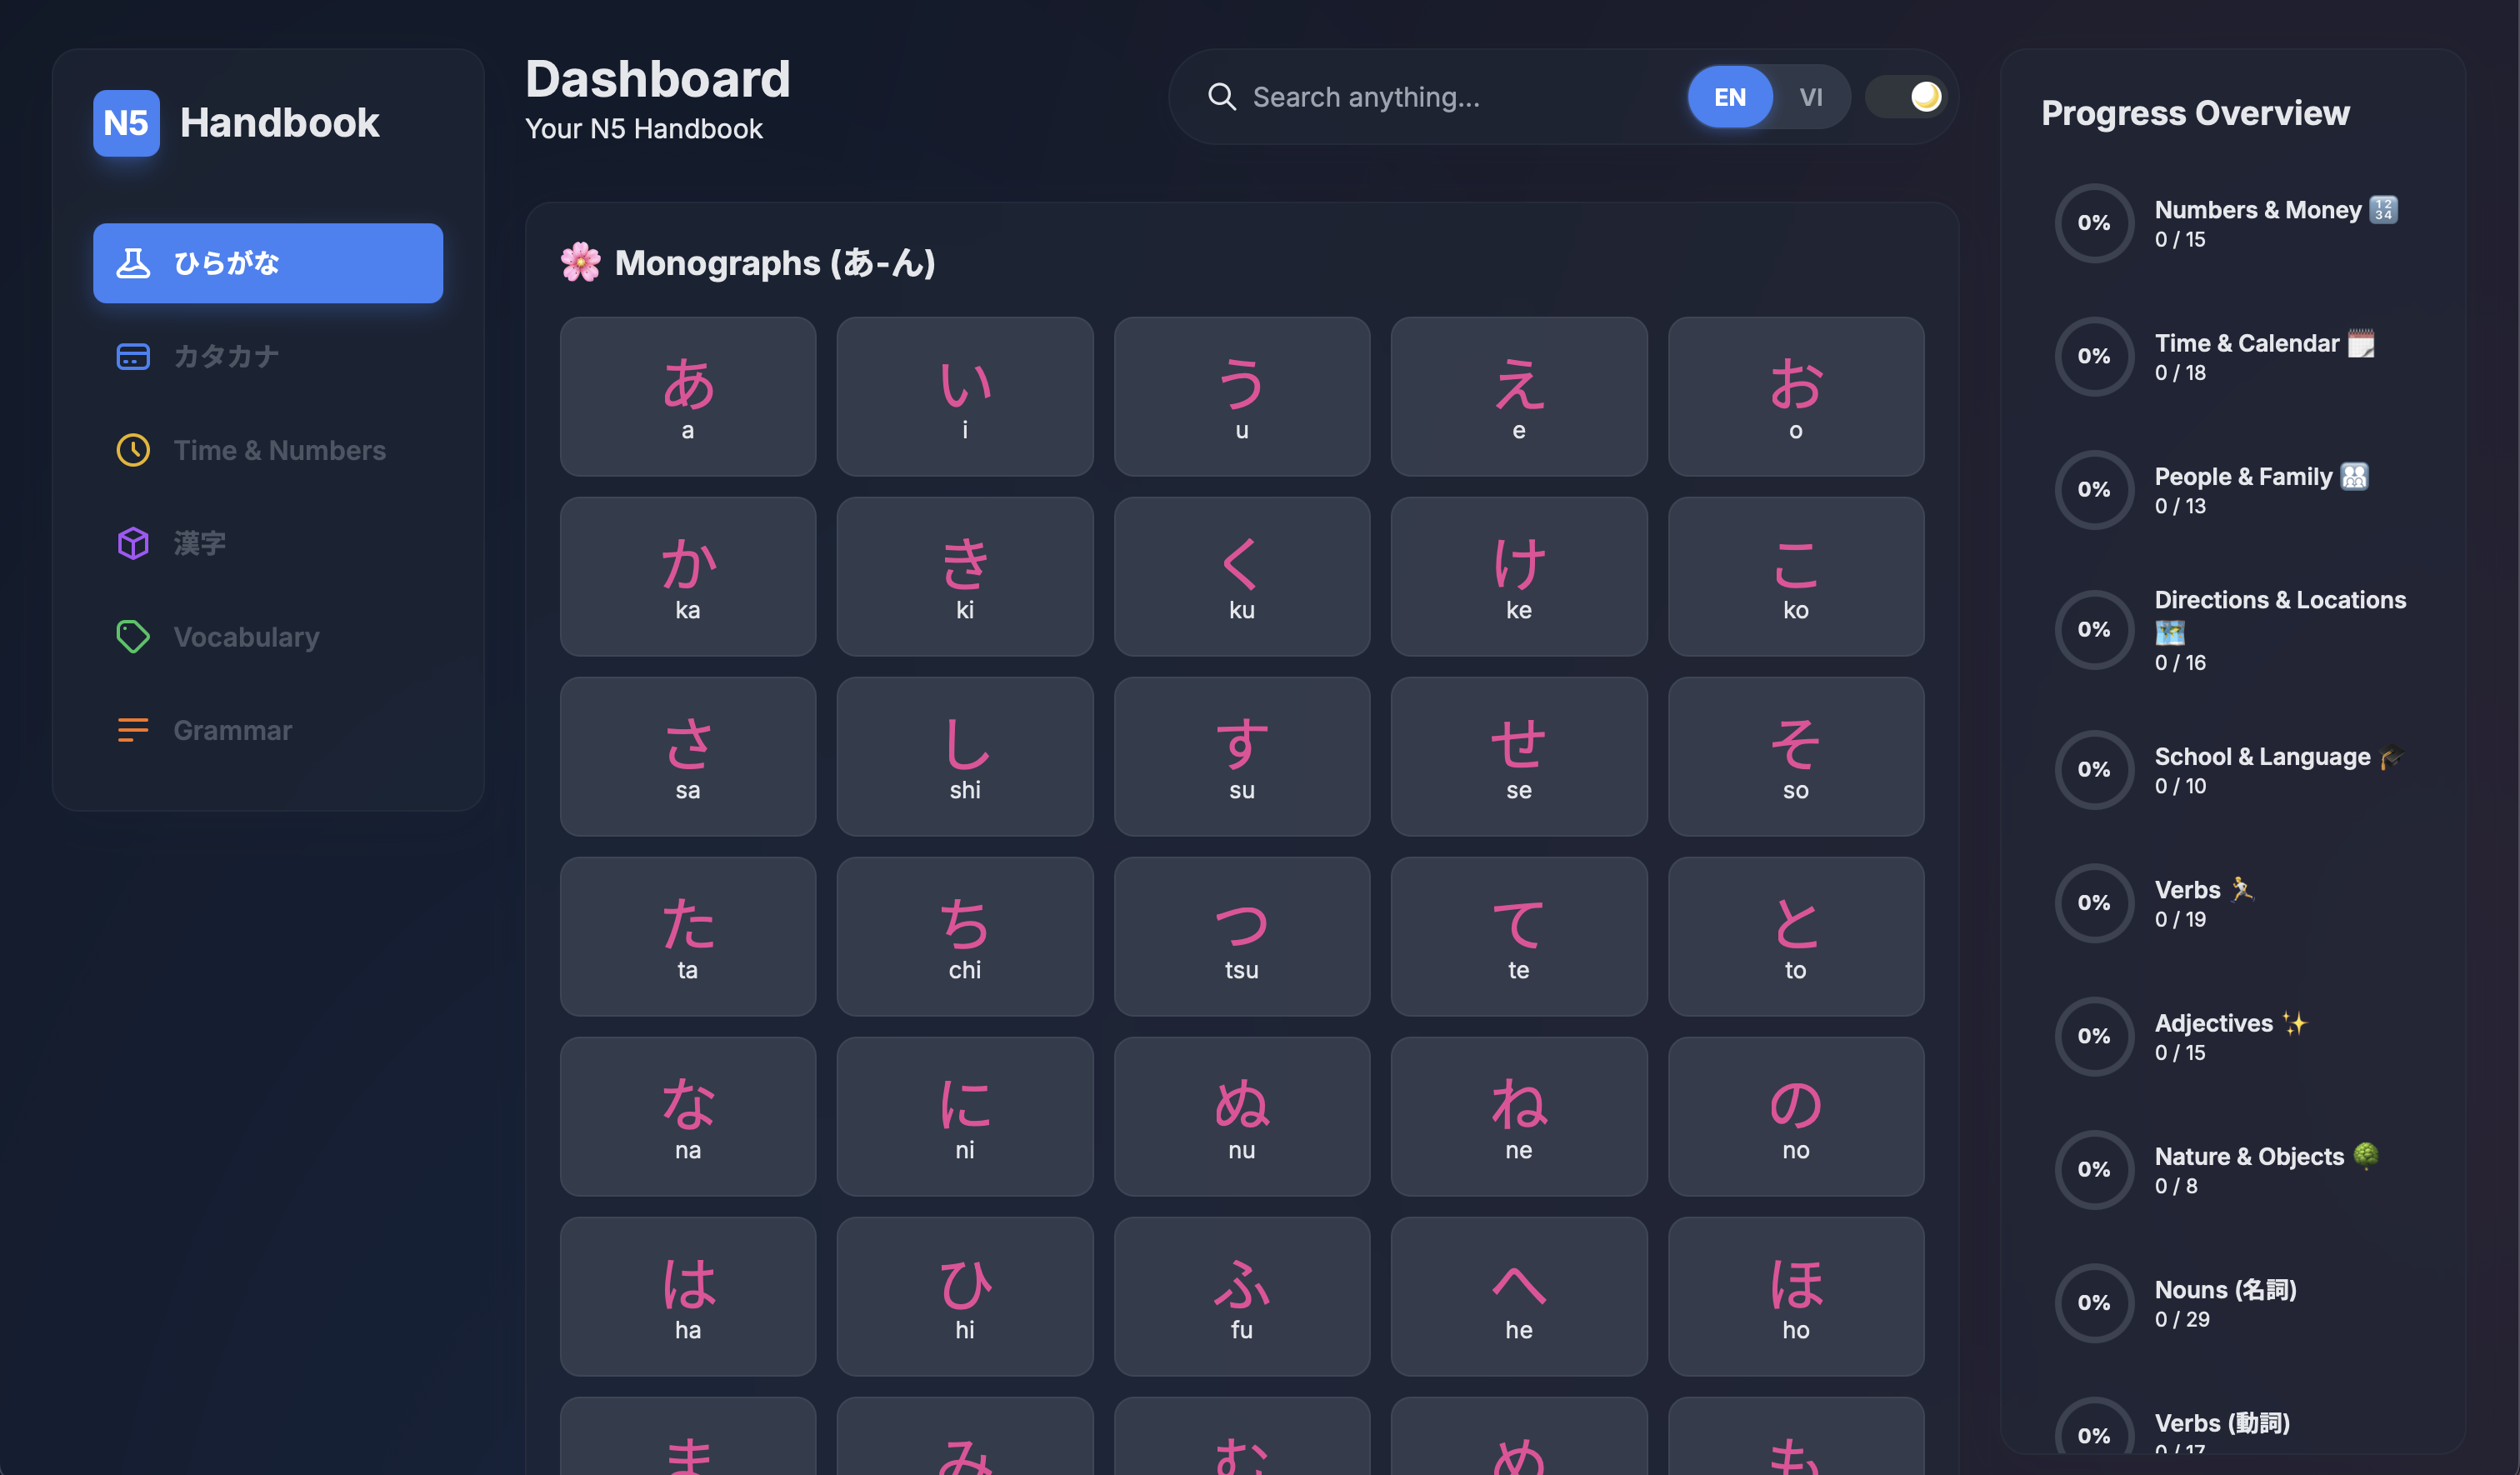 N5 Handbook
ひらがな
カタカナ
Time & Numbers
漢字
Vocabulary
Grammar
Dashboard
Your N5 Handbook
Search anything...
EN VI
🌸 Monographs (あ-ん)
あ い う え お
a i u e o
か き く け こ
ka ki ku ke ko
さ し す せ そ
sa shi su se so
た ち つ て と
ta chi tsu te to
な に ぬ ね の
na ni nu ne no
は ひ ふ へ ほ
ha hi fu he ho
ま み む め も
Progress Overview
0% Numbers & Money 🔢
0 / 15
0% Time & Calendar 🗓️
0 / 18
0% People & Family 👨‍👩‍👧‍👦
0 / 13
0% Directions & Locations 🗺️
0 / 16
0% School & Language 🎓
0 / 10
0% Verbs 🏃
0 / 19
0% Adjectives ✨
0 / 15
0% Nature & Objects 🌳
0 / 8
0% Nouns (名詞)
0 / 29
0% Verbs (動詞)
0 / 17